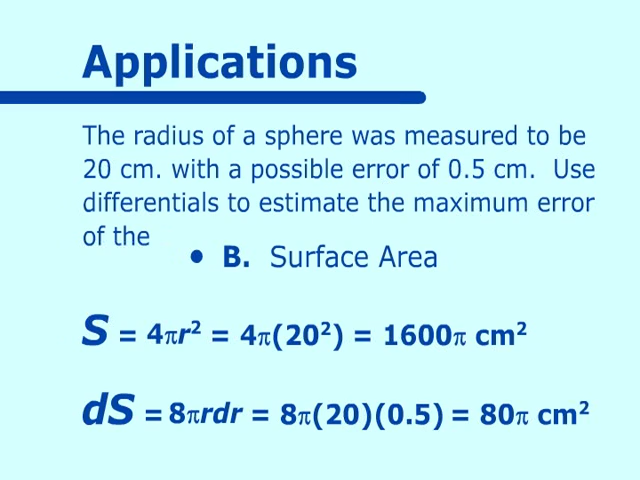 Applications
The radius of a sphere was measured to be
20 cm. with a possible error of 0.5 cm.  Use
differentials to estimate the maximum error
of the
• B.  Surface Area
S = 4πr² = 4π(20²) = 1600π cm²
dS = 8πrdr = 8π(20)(0.5) = 80π cm²